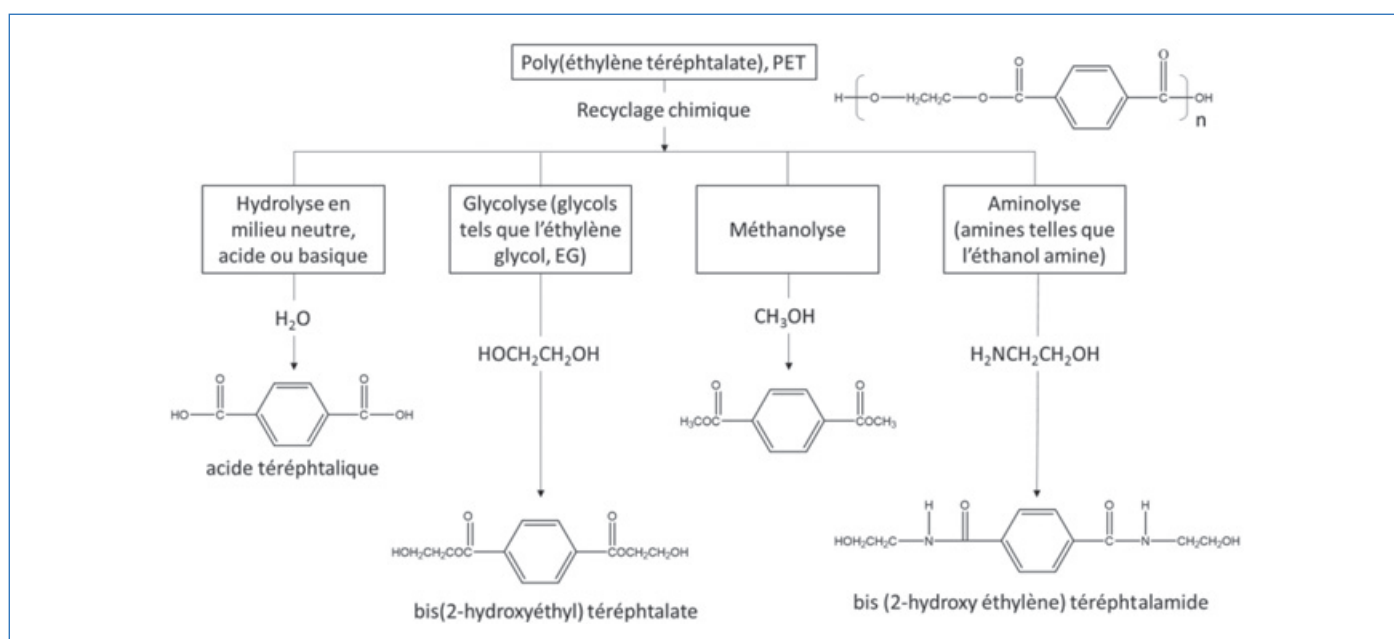 Poly(éthylène téréphtalate), PET
Recyclage chimique
H O H₂CH₂C O C O C O OH n
Hydrolyse en
milieu neutre,
acide ou basique
Glycolyse (glycols
tels que l’éthylène
glycol, EG)
Méthanolyse
Aminolyse
(amines telles que
l’éthanol amine)
H₂O
HOCH₂CH₂OH
CH₃OH
H₂NCH₂CH₂OH
HO C O C O OH
acide téréphtalique
H₃COC O COCH₃ O
HOH₂CH₂COC O COCH₂CH₂OH O
bis(2-hydroxyéthyl) téréphtalate
HOH₂CH₂C N H C O C O N H CH₂CH₂OH
bis (2-hydroxy éthylène) téréphtalamide